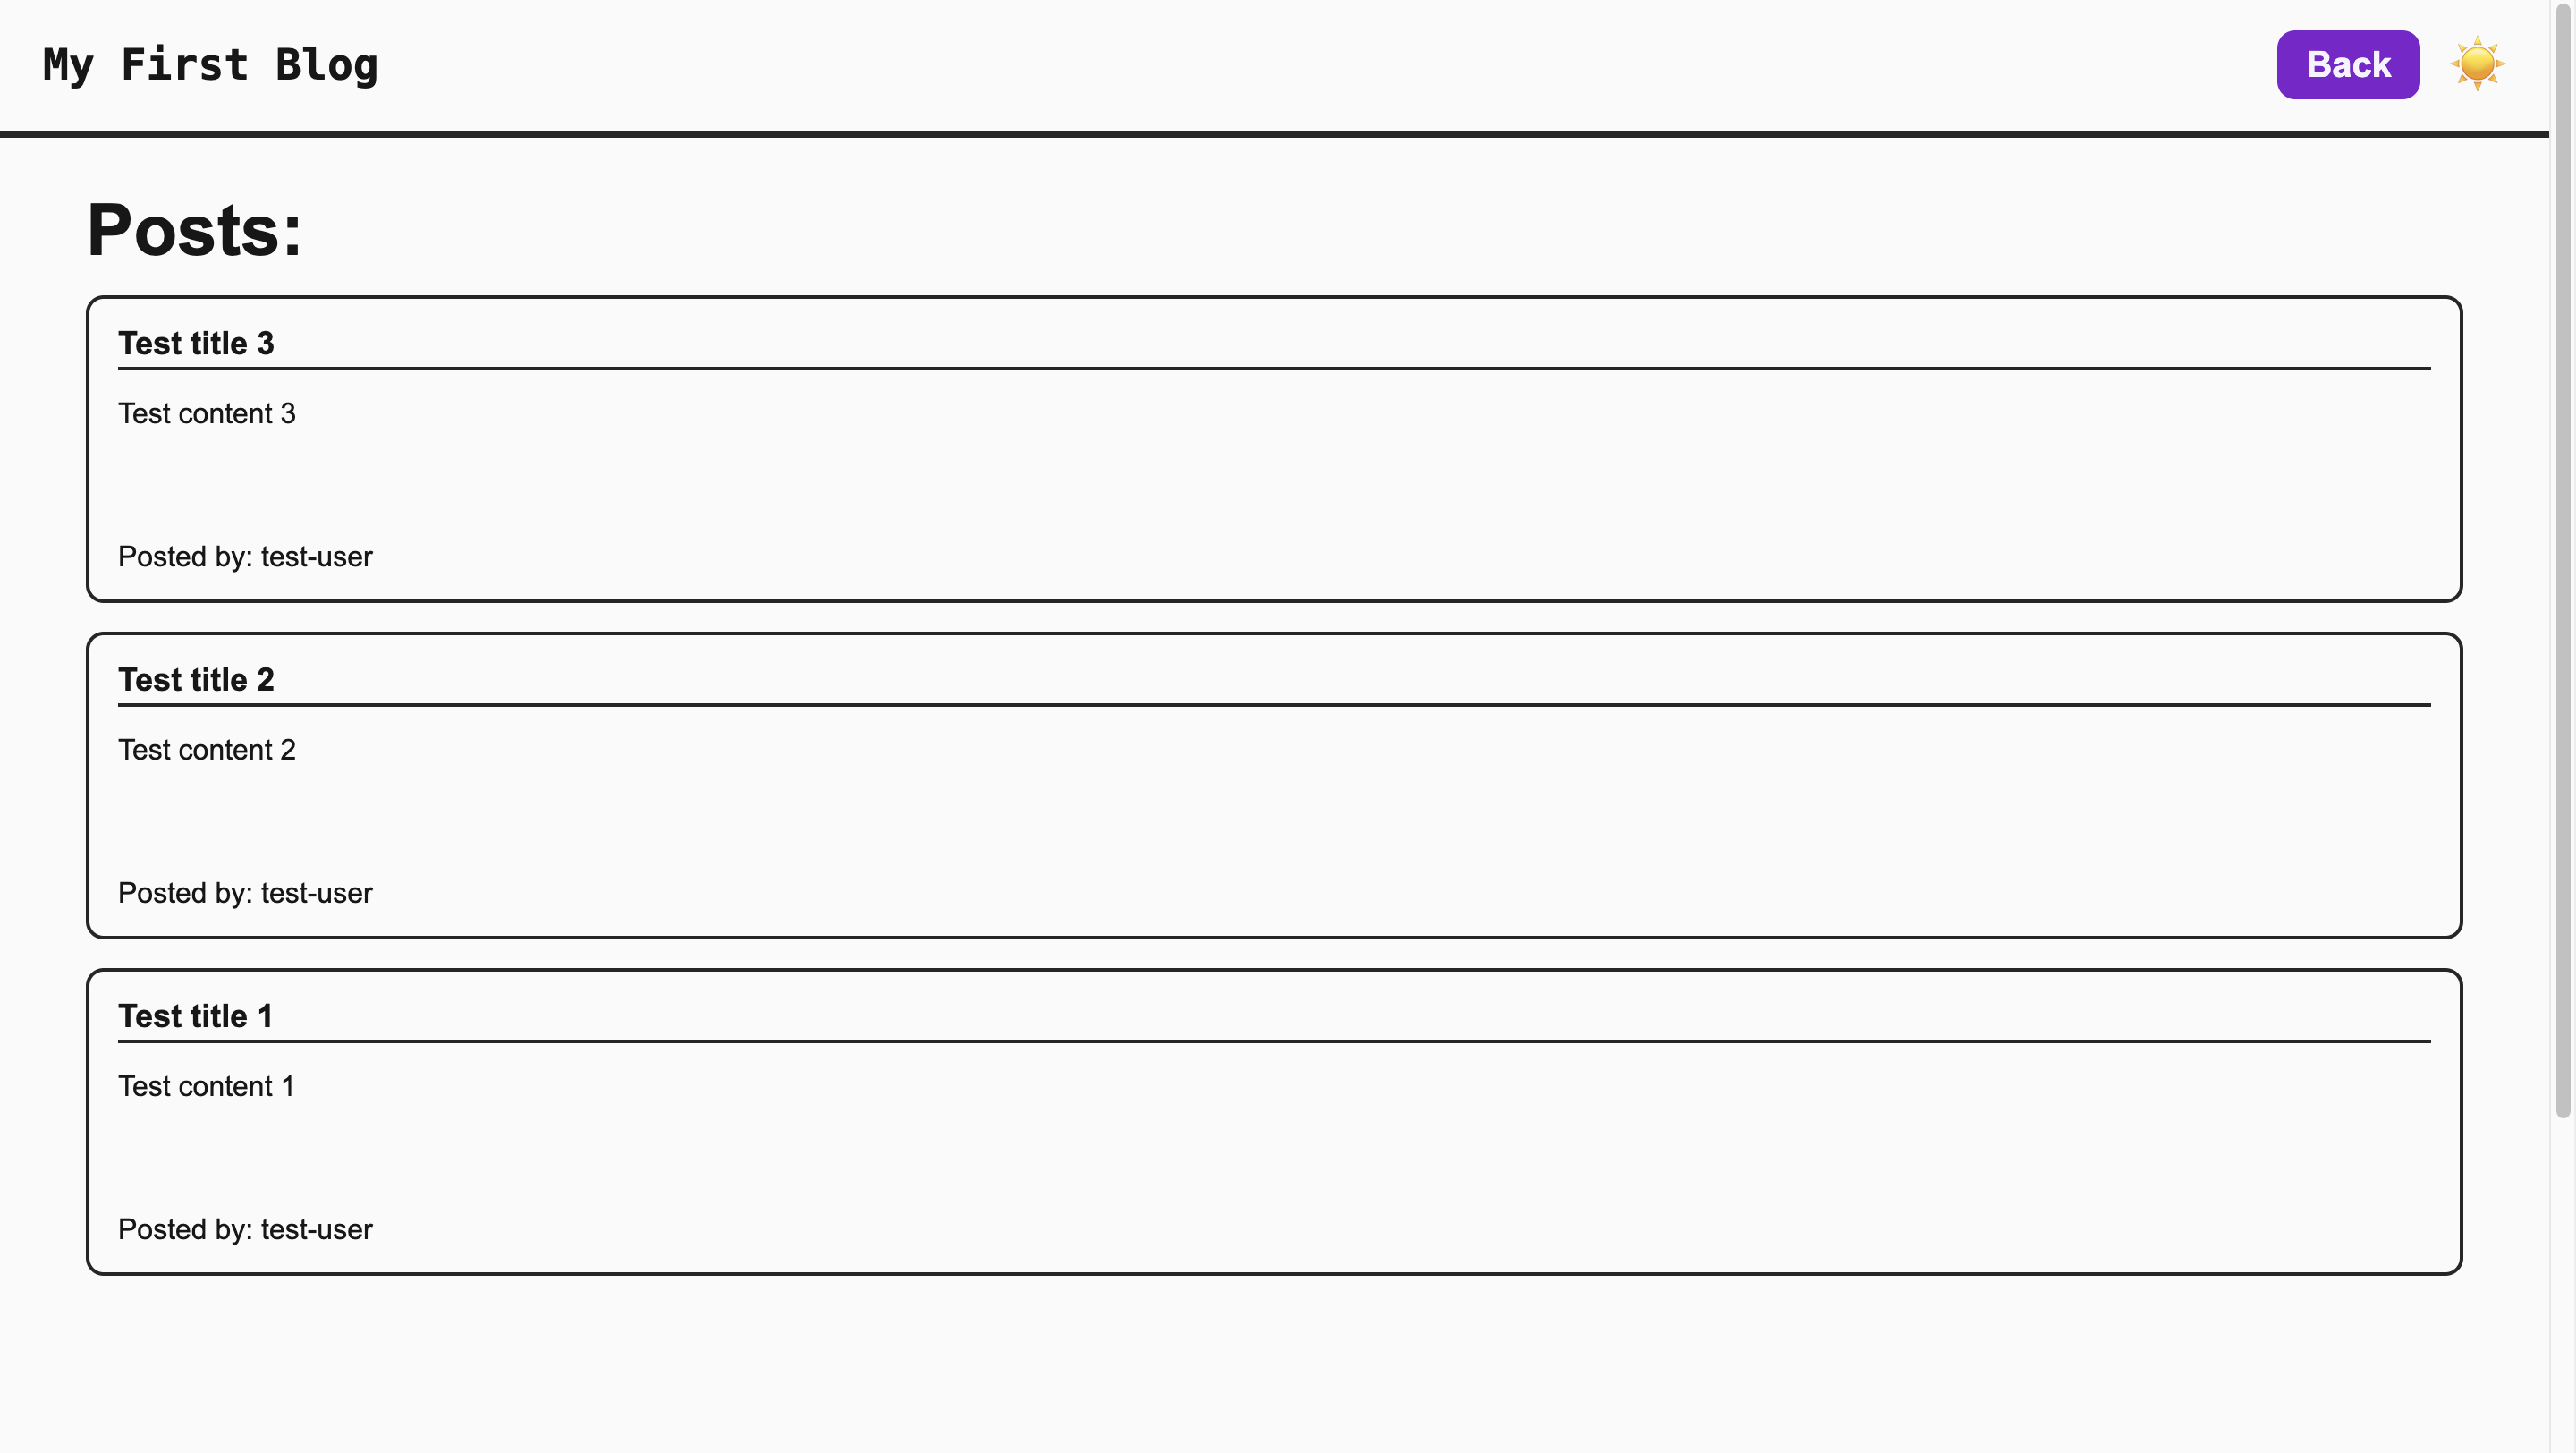 My First Blog
Back
Posts:
Test title 3
Test content 3
Posted by: test-user
Test title 2
Test content 2
Posted by: test-user
Test title 1
Test content 1
Posted by: test-user